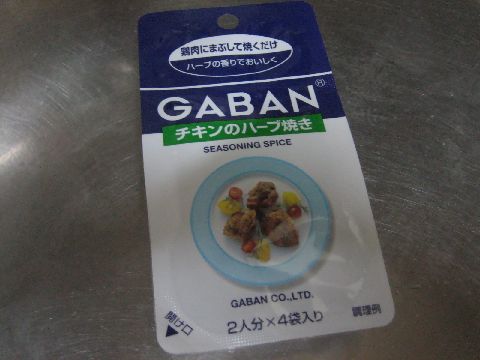 鶏肉にまぶして焼くだけ
ハーブの香りでおいしく
GABAN®
チキンのハーブ焼き
SEASONING SPICE
GABAN CO.,LTD.
開け口
2人分×4袋入り
調理例